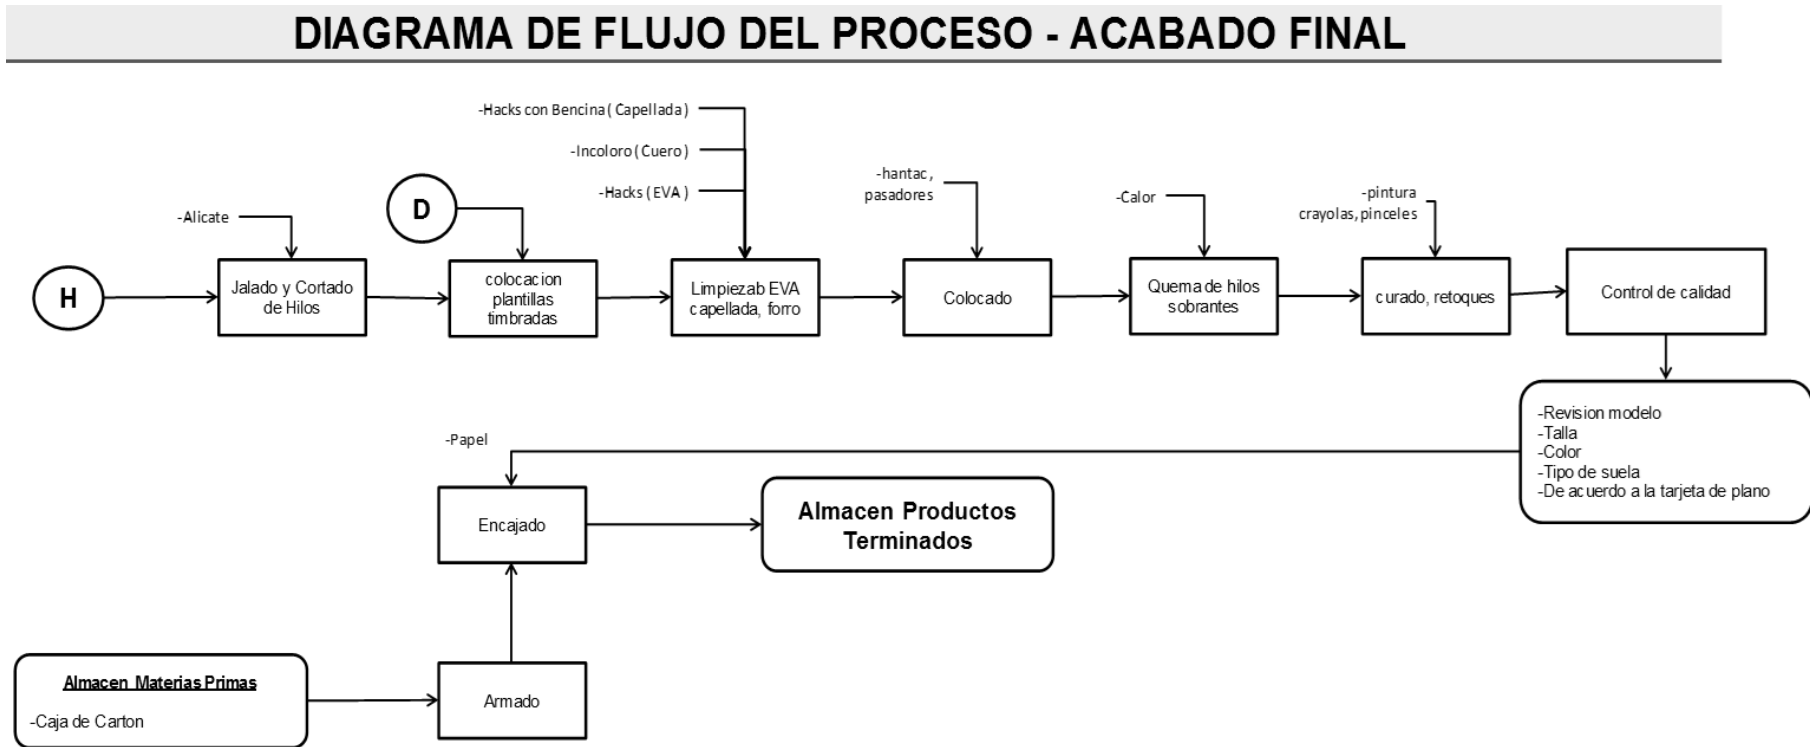 DIAGRAMA DE FLUJO DEL PROCESO - ACABADO FINAL
-Hacks con Bencina ( Capellada )
-Incoloro ( Cuero )
-Hacks ( EVA )
-Alicate
D
-hantac ,
pasadores
-Calor
-pintura
crayolas, pinceles
H
Jalado y Cortado
de Hilos
colocacion
plantillas
timbradas
Limpiezab EVA
capellada, forro
Colocado
Quema de hilos
sobrantes
curado, retoques
Control de calidad
-Revision modelo
-Talla
-Color
-Tipo de suela
-De acuerdo a la tarjeta de plano
-Papel
Encajado
Almacen Productos
Terminados
Almacen Materias Primas
-Caja de Carton
Armado